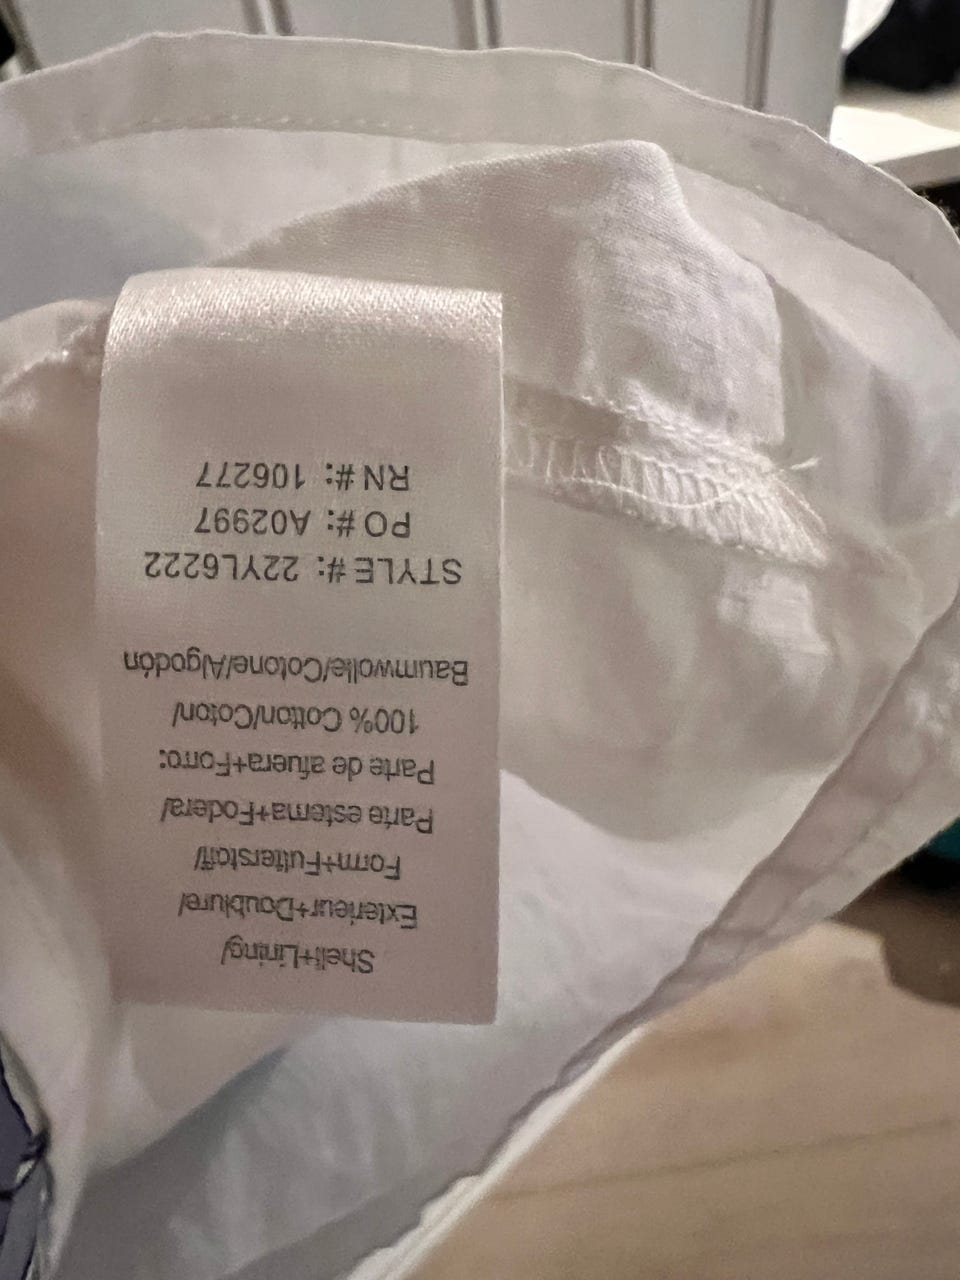 Shell+Lining/
Exterieur+Doublure/
Form+Futterstoff/
Parte esterna+Fodera/
Parte de afuera+Forro:
100% Cotton/Coton/
Baumwolle/Cotone/Algodón
STYLE #: 22YL6222
PO #: A02997
RN #: 106277